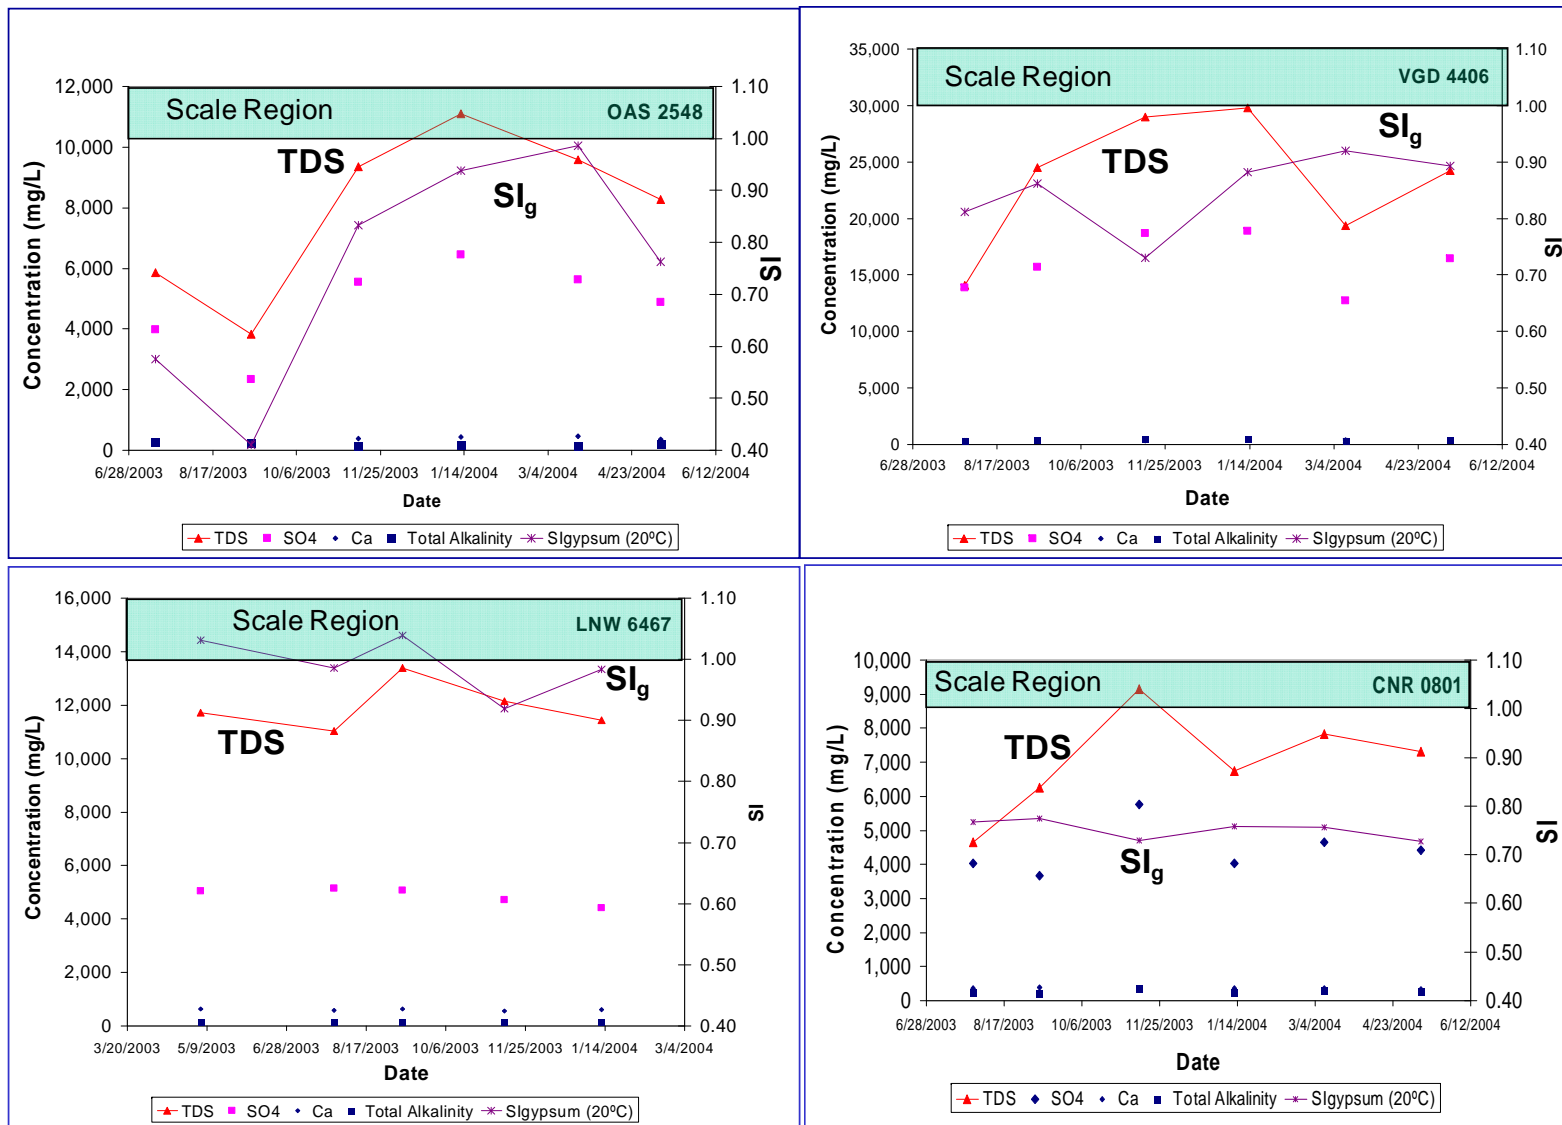 12,000
10,000
8,000
6,000
4,000
2,000
0
Concentration (mg/L)
Scale Region
OAS 2548
TDS
SIg
1.10
1.00
0.90
0.80
0.70
0.60
0.50
0.40
SI
6/28/2003 8/17/2003 10/6/2003 11/25/2003 1/14/2004 3/4/2004 4/23/2004 6/12/2004
Date
TDS SO4 Ca Total Alkalinity SIgypsum (20ºC)
35,000
30,000
25,000
20,000
15,000
10,000
5,000
0
Concentration (mg/L)
Scale Region
VGD 4406
TDS
SIg
1.10
1.00
0.90
0.80
0.70
0.60
0.50
0.40
SI
6/28/2003 8/17/2003 10/6/2003 11/25/2003 1/14/2004 3/4/2004 4/23/2004 6/12/2004
Date
TDS SO4 Ca Total Alkalinity SIgypsum (20ºC)
16,000
14,000
12,000
10,000
8,000
6,000
4,000
2,000
0
Concentration (mg/L)
Scale Region
LNW 6467
TDS
SIg
1.10
1.00
0.90
0.80
0.70
0.60
0.50
0.40
SI
3/20/2003 5/9/2003 6/28/2003 8/17/2003 10/6/2003 11/25/2003 1/14/2004 3/4/2004
Date
TDS SO4 Ca Total Alkalinity SIgypsum (20ºC)
10,000
9,000
8,000
7,000
6,000
5,000
4,000
3,000
2,000
1,000
0
Concentration (mg/L)
Scale Region
CNR 0801
TDS
SIg
1.10
1.00
0.90
0.80
0.70
0.60
0.50
0.40
SI
6/28/2003 8/17/2003 10/6/2003 11/25/2003 1/14/2004 3/4/2004 4/23/2004 6/12/2004
Date
TDS SO4 Ca Total Alkalinity SIgypsum (20ºC)